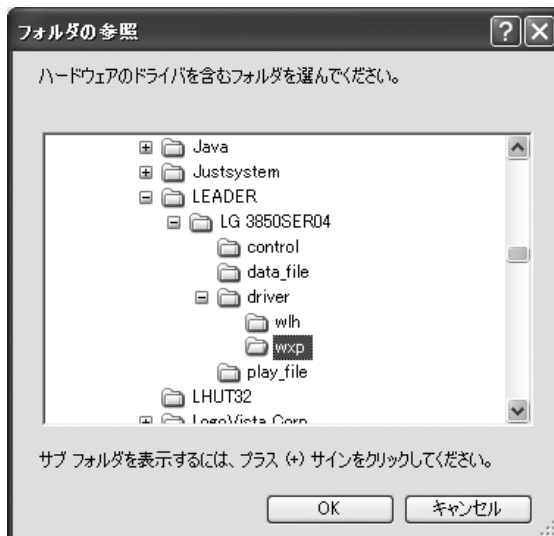 フォルダの参照
ハードウェアのドライバを含むフォルダを選んでください。
Java
Justsystem
LEADER
LG 3850SER04
control
data_file
driver
wlh
wxp
play_file
LHUT32
LogoVista Corp
サブ フォルダを表示するには、プラス (+) サインをクリックしてください。
OK
キャンセル